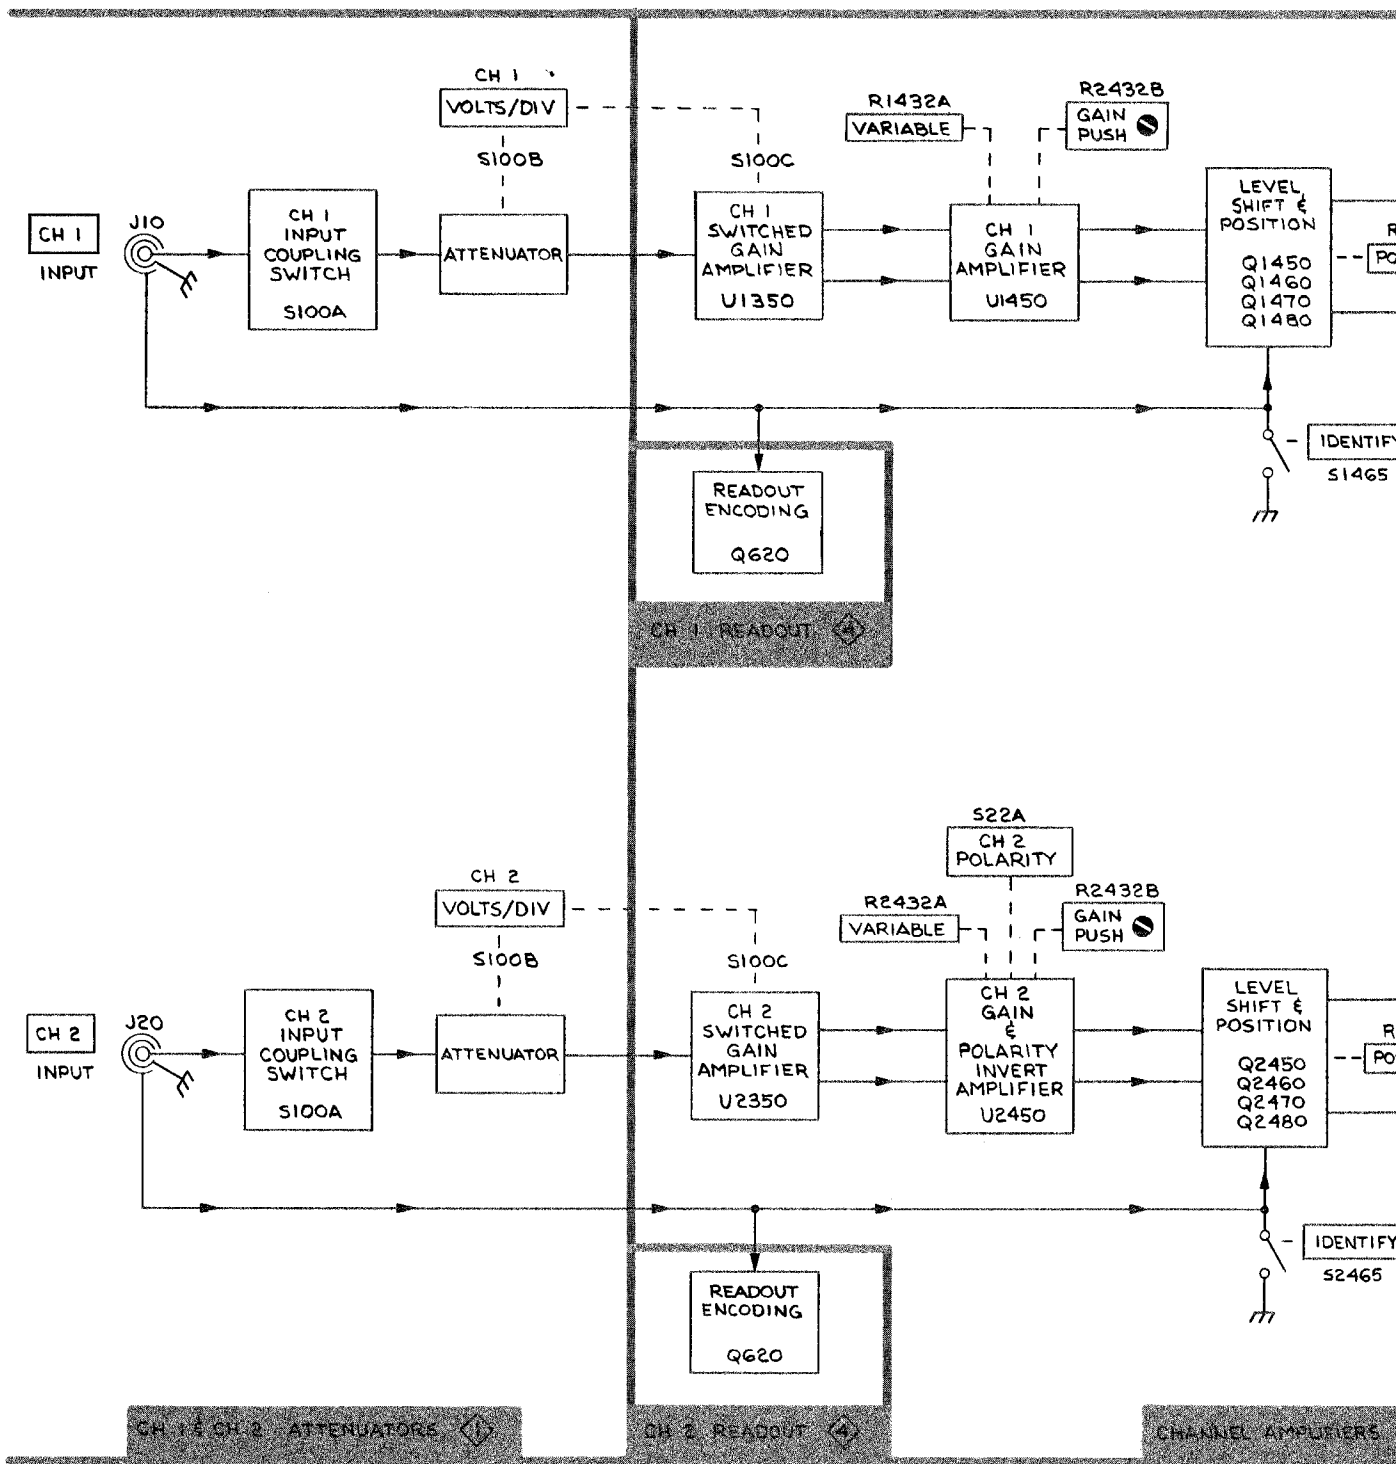 CH 1
VOLTS/DIV
S100B
S100C
R1432A
VARIABLE
R2432B
GAIN
PUSH
CH 1
INPUT
J10
CH 1
INPUT
COUPLING
SWITCH
S100A
ATTENUATOR
CH 1
SWITCHED
GAIN
AMPLIFIER
U1350
CH 1
GAIN
AMPLIFIER
U1450
LEVEL
SHIFT &
POSITION
Q1450
Q1460
Q1470
Q1480
R
PO
IDENTIFY
S1465
READOUT
ENCODING
Q620
CH 1 READOUT 4
S22A
CH 2
POLARITY
CH 2
VOLTS/DIV
S100B
S100C
R2432A
VARIABLE
R2432B
GAIN
PUSH
CH 2
INPUT
J20
CH 2
INPUT
COUPLING
SWITCH
S100A
ATTENUATOR
CH 2
SWITCHED
GAIN
AMPLIFIER
U2350
CH 2
GAIN
&
POLARITY
INVERT
AMPLIFIER
U2450
LEVEL
SHIFT &
POSITION
Q2450
Q2460
Q2470
Q2480
R
PO
IDENTIFY
S2465
READOUT
ENCODING
Q620
CH 1 & CH 2 ATTENUATORS 1
CH 2 READOUT 4
CHANNEL AMPLIFIERS